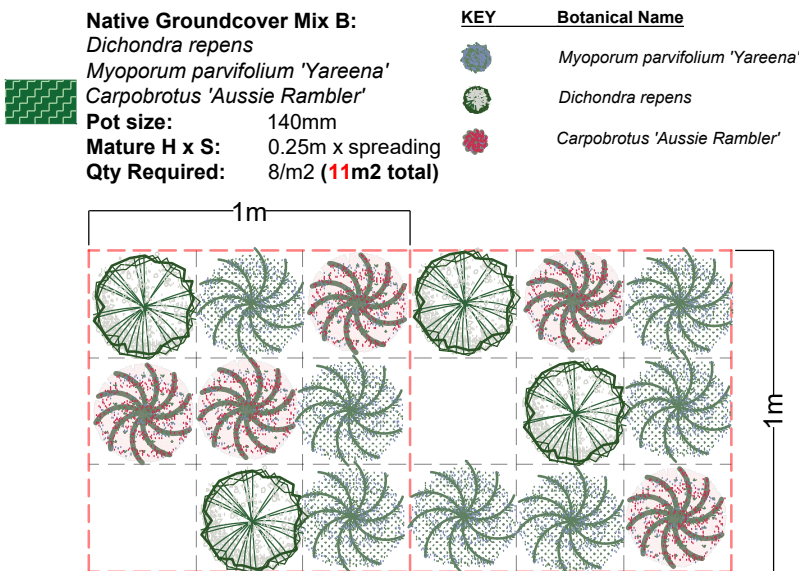 Native Groundcover Mix B:
Dichondra repens
Myoporum parvifolium 'Yareena'
Carpobrotus 'Aussie Rambler'
Pot size: 140mm
Mature H x S: 0.25m x spreading
Qty Required: 8/m2 (11m2 total)
KEY Botanical Name
Myoporum parvifolium 'Yareena'
Dichondra repens
Carpobrotus 'Aussie Rambler'
1m
1m